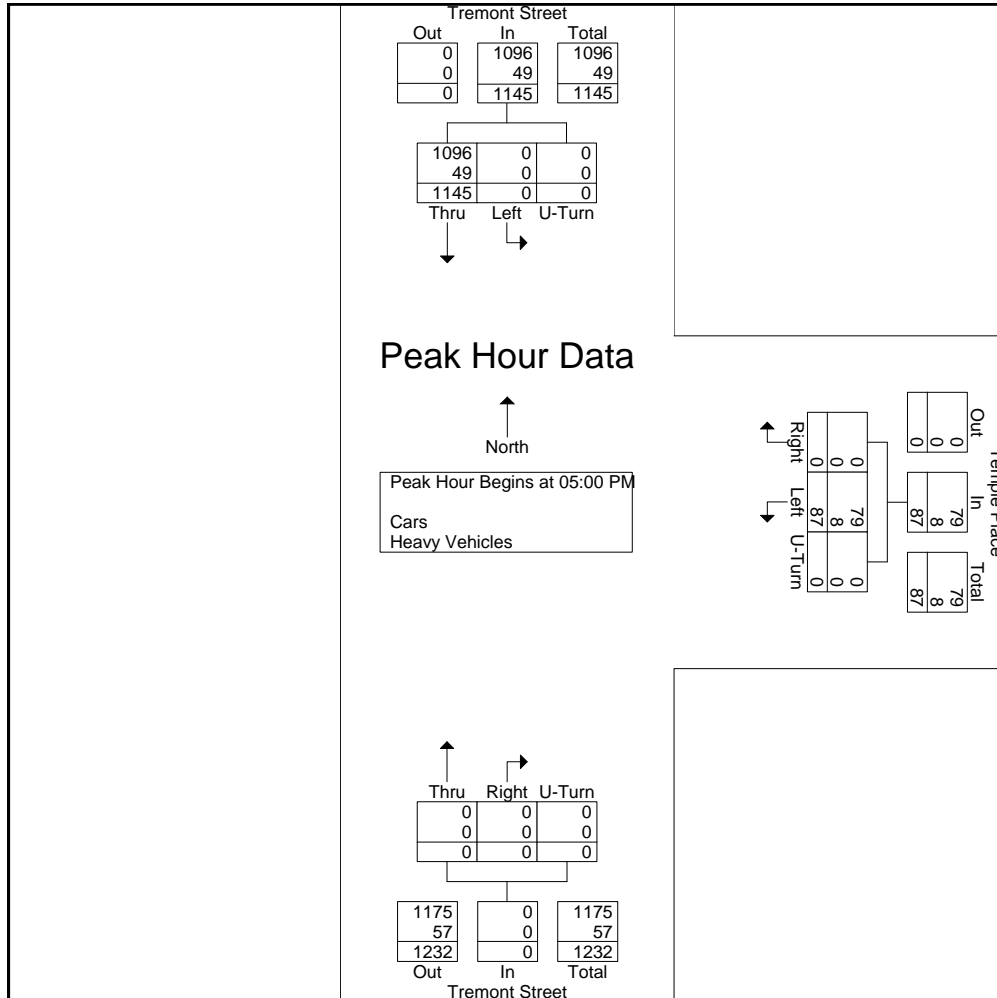 Tremont Street
Out In Total
0 1096 1096
0 49 49
0 1145 1145
1096 0 0
49 0 0
1145 0 0
Thru Left U-Turn
Peak Hour Data
North
Peak Hour Begins at 05:00 PM
Cars
Heavy Vehicles
Temple Place
Out In Total
0 79 79
0 8 8
0 87 87
0 79 0
0 8 0
0 87 0
Right Left U-Turn
Thru Right U-Turn
0 0 0
0 0 0
0 0 0
1175 0 1175
57 0 57
1232 0 1232
Out In Total
Tremont Street